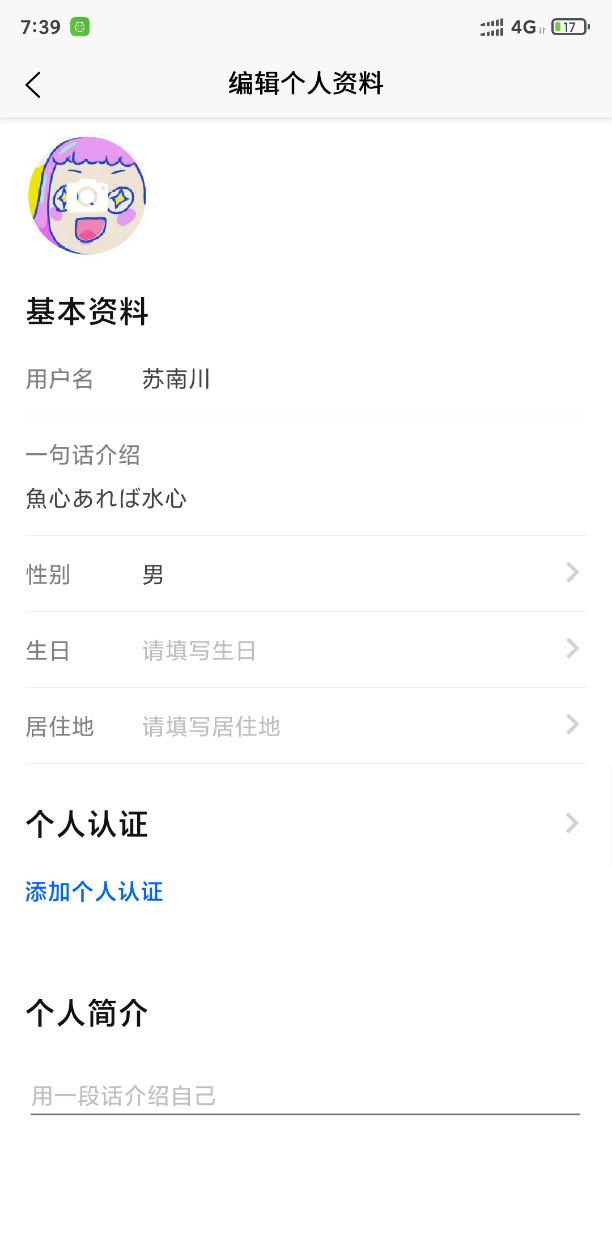 7:39
4G
17
编辑个人资料
基本资料
用户名 苏南川
一句话介绍
魚心あれば水心
性别 男
生日 请填写生日
居住地 请填写居住地
个人认证
添加个人认证
个人简介
用一段话介绍自己